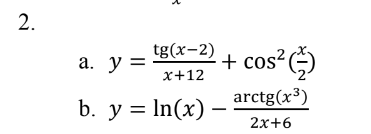 2.
a. y = tg(x−2)/x+12 + cos²(x/2)
b. y = ln(x) − arctg(x³)/2x+6